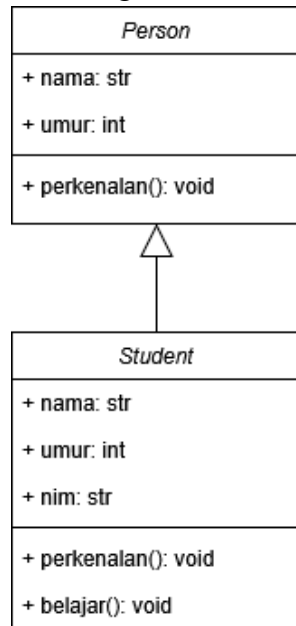 Person
+ nama: str
+ umur: int
+ perkenalan(): void
Student
+ nama: str
+ umur: int
+ nim: str
+ perkenalan(): void
+ belajar(): void